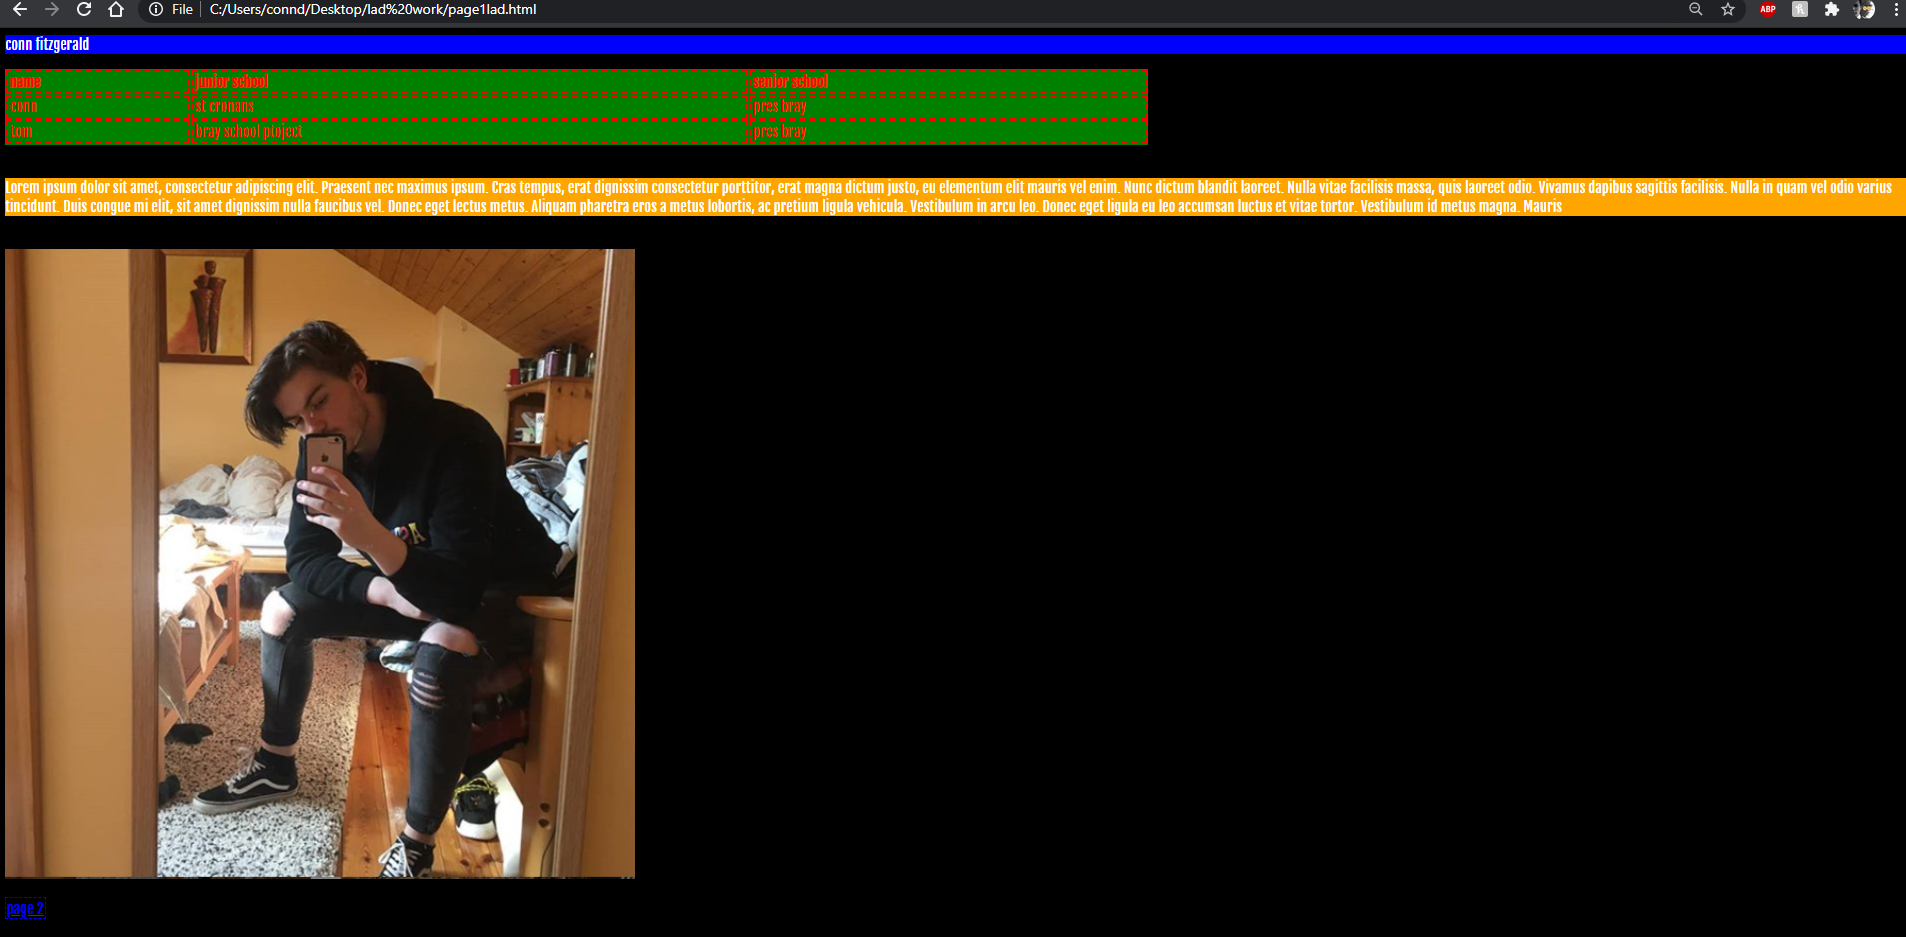 File C:/Users/connd/Desktop/lad%20work/page1lad.html
ABP
conn fitzgerald
name junior school senior school
conn st cronans pres bray
tom bray school ptoject pres bray
Lorem ipsum dolor sit amet, consectetur adipiscing elit. Praesent nec maximus ipsum. Cras tempus, erat dignissim consectetur porttitor, erat magna dictum justo, eu elementum elit mauris vel enim. Nunc dictum blandit laoreet. Nulla vitae facilisis massa, quis laoreet odio. Vivamus dapibus sagittis facilisis. Nulla in quam vel odio varius
tincidunt. Duis congue mi elit, sit amet dignissim nulla faucibus vel. Donec eget lectus metus. Aliquam pharetra eros a metus lobortis, ac pretium ligula vehicula. Vestibulum in arcu leo. Donec eget ligula eu leo accumsan luctus et vitae tortor. Vestibulum id metus magna. Mauris
page 2